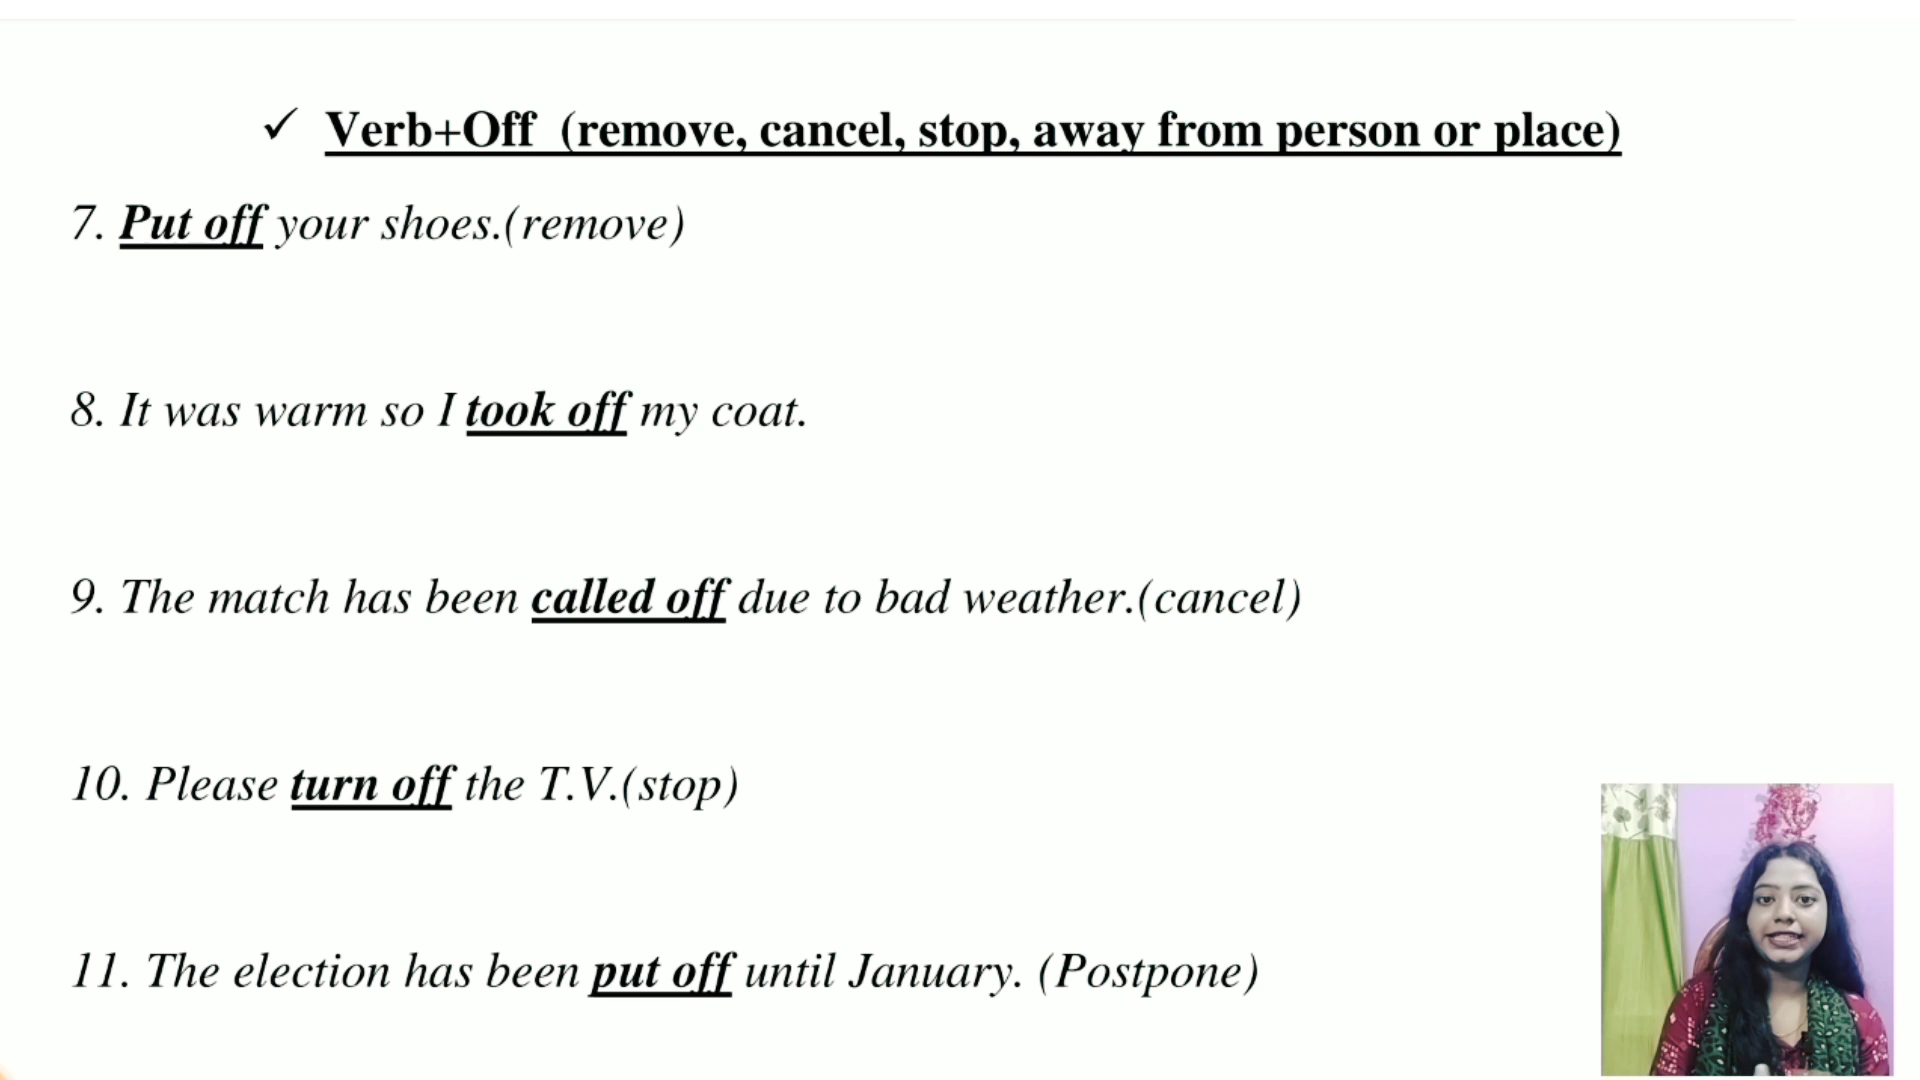 ✓ Verb+Off (remove, cancel, stop, away from person or place)
7. Put off your shoes.(remove)
8. It was warm so I took off my coat.
9. The match has been called off due to bad weather.(cancel)
10. Please turn off the T.V.(stop)
11. The election has been put off until January. (Postpone)